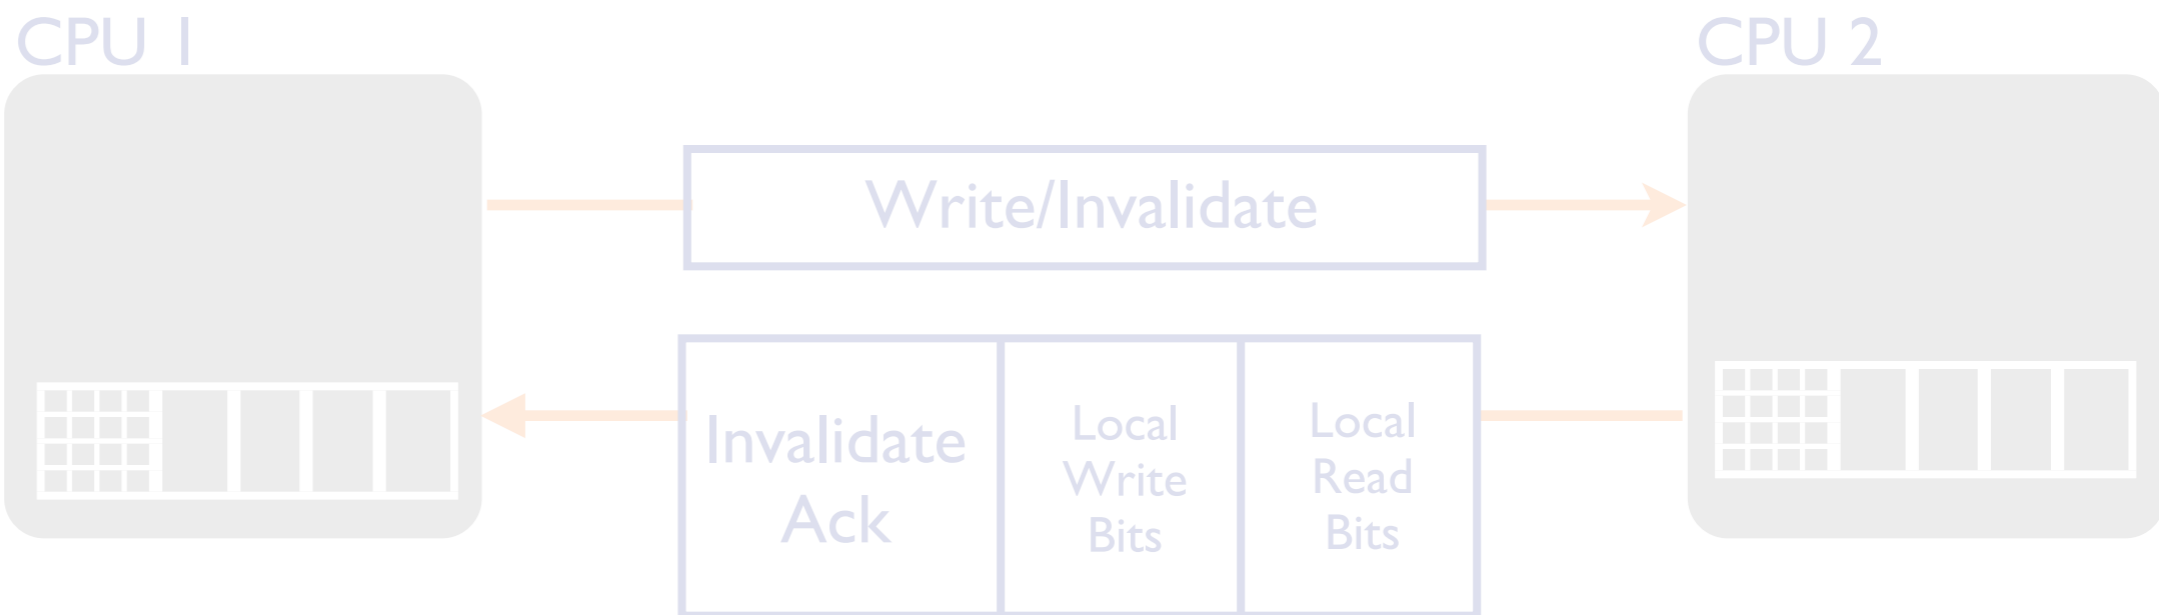 CPU 1
CPU 2
Write/Invalidate
Invalidate
Ack
Local
Write
Bits
Local
Read
Bits